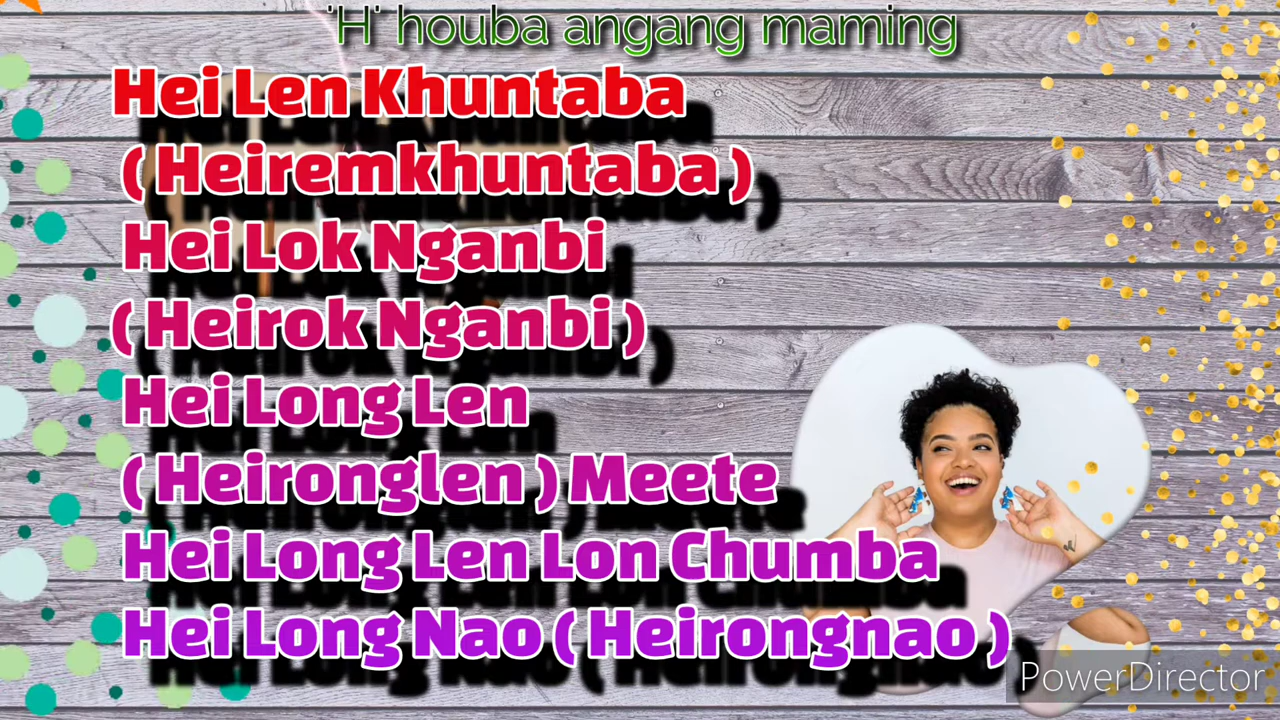 'H' houba angang maming
Hei Len Khuntaba
( Heiremkhuntaba )
Hei Lok Nganbi
( Heirok Nganbi )
Hei Long Len
( Heironglen ) Meete
Hei Long Len Lon Chumba
Hei Long Nao ( Heirongnao )
PowerDirector